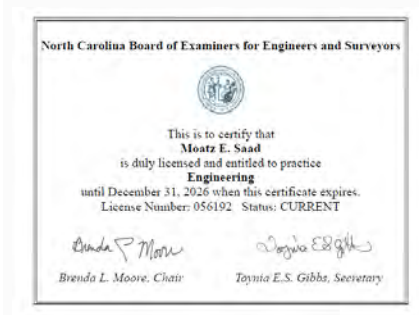 North Carolina Board of Examiners for Engineers and Surveyors
This is to certify that
Moatz E. Saad
is duly licensed and entitled to practice
Engineering
until December 31, 2026 when this certificate expires.
License Number: 056192 Status: CURRENT
Brenda L. Moore, Chair
Toynia E.S. Gibbs, Secretary